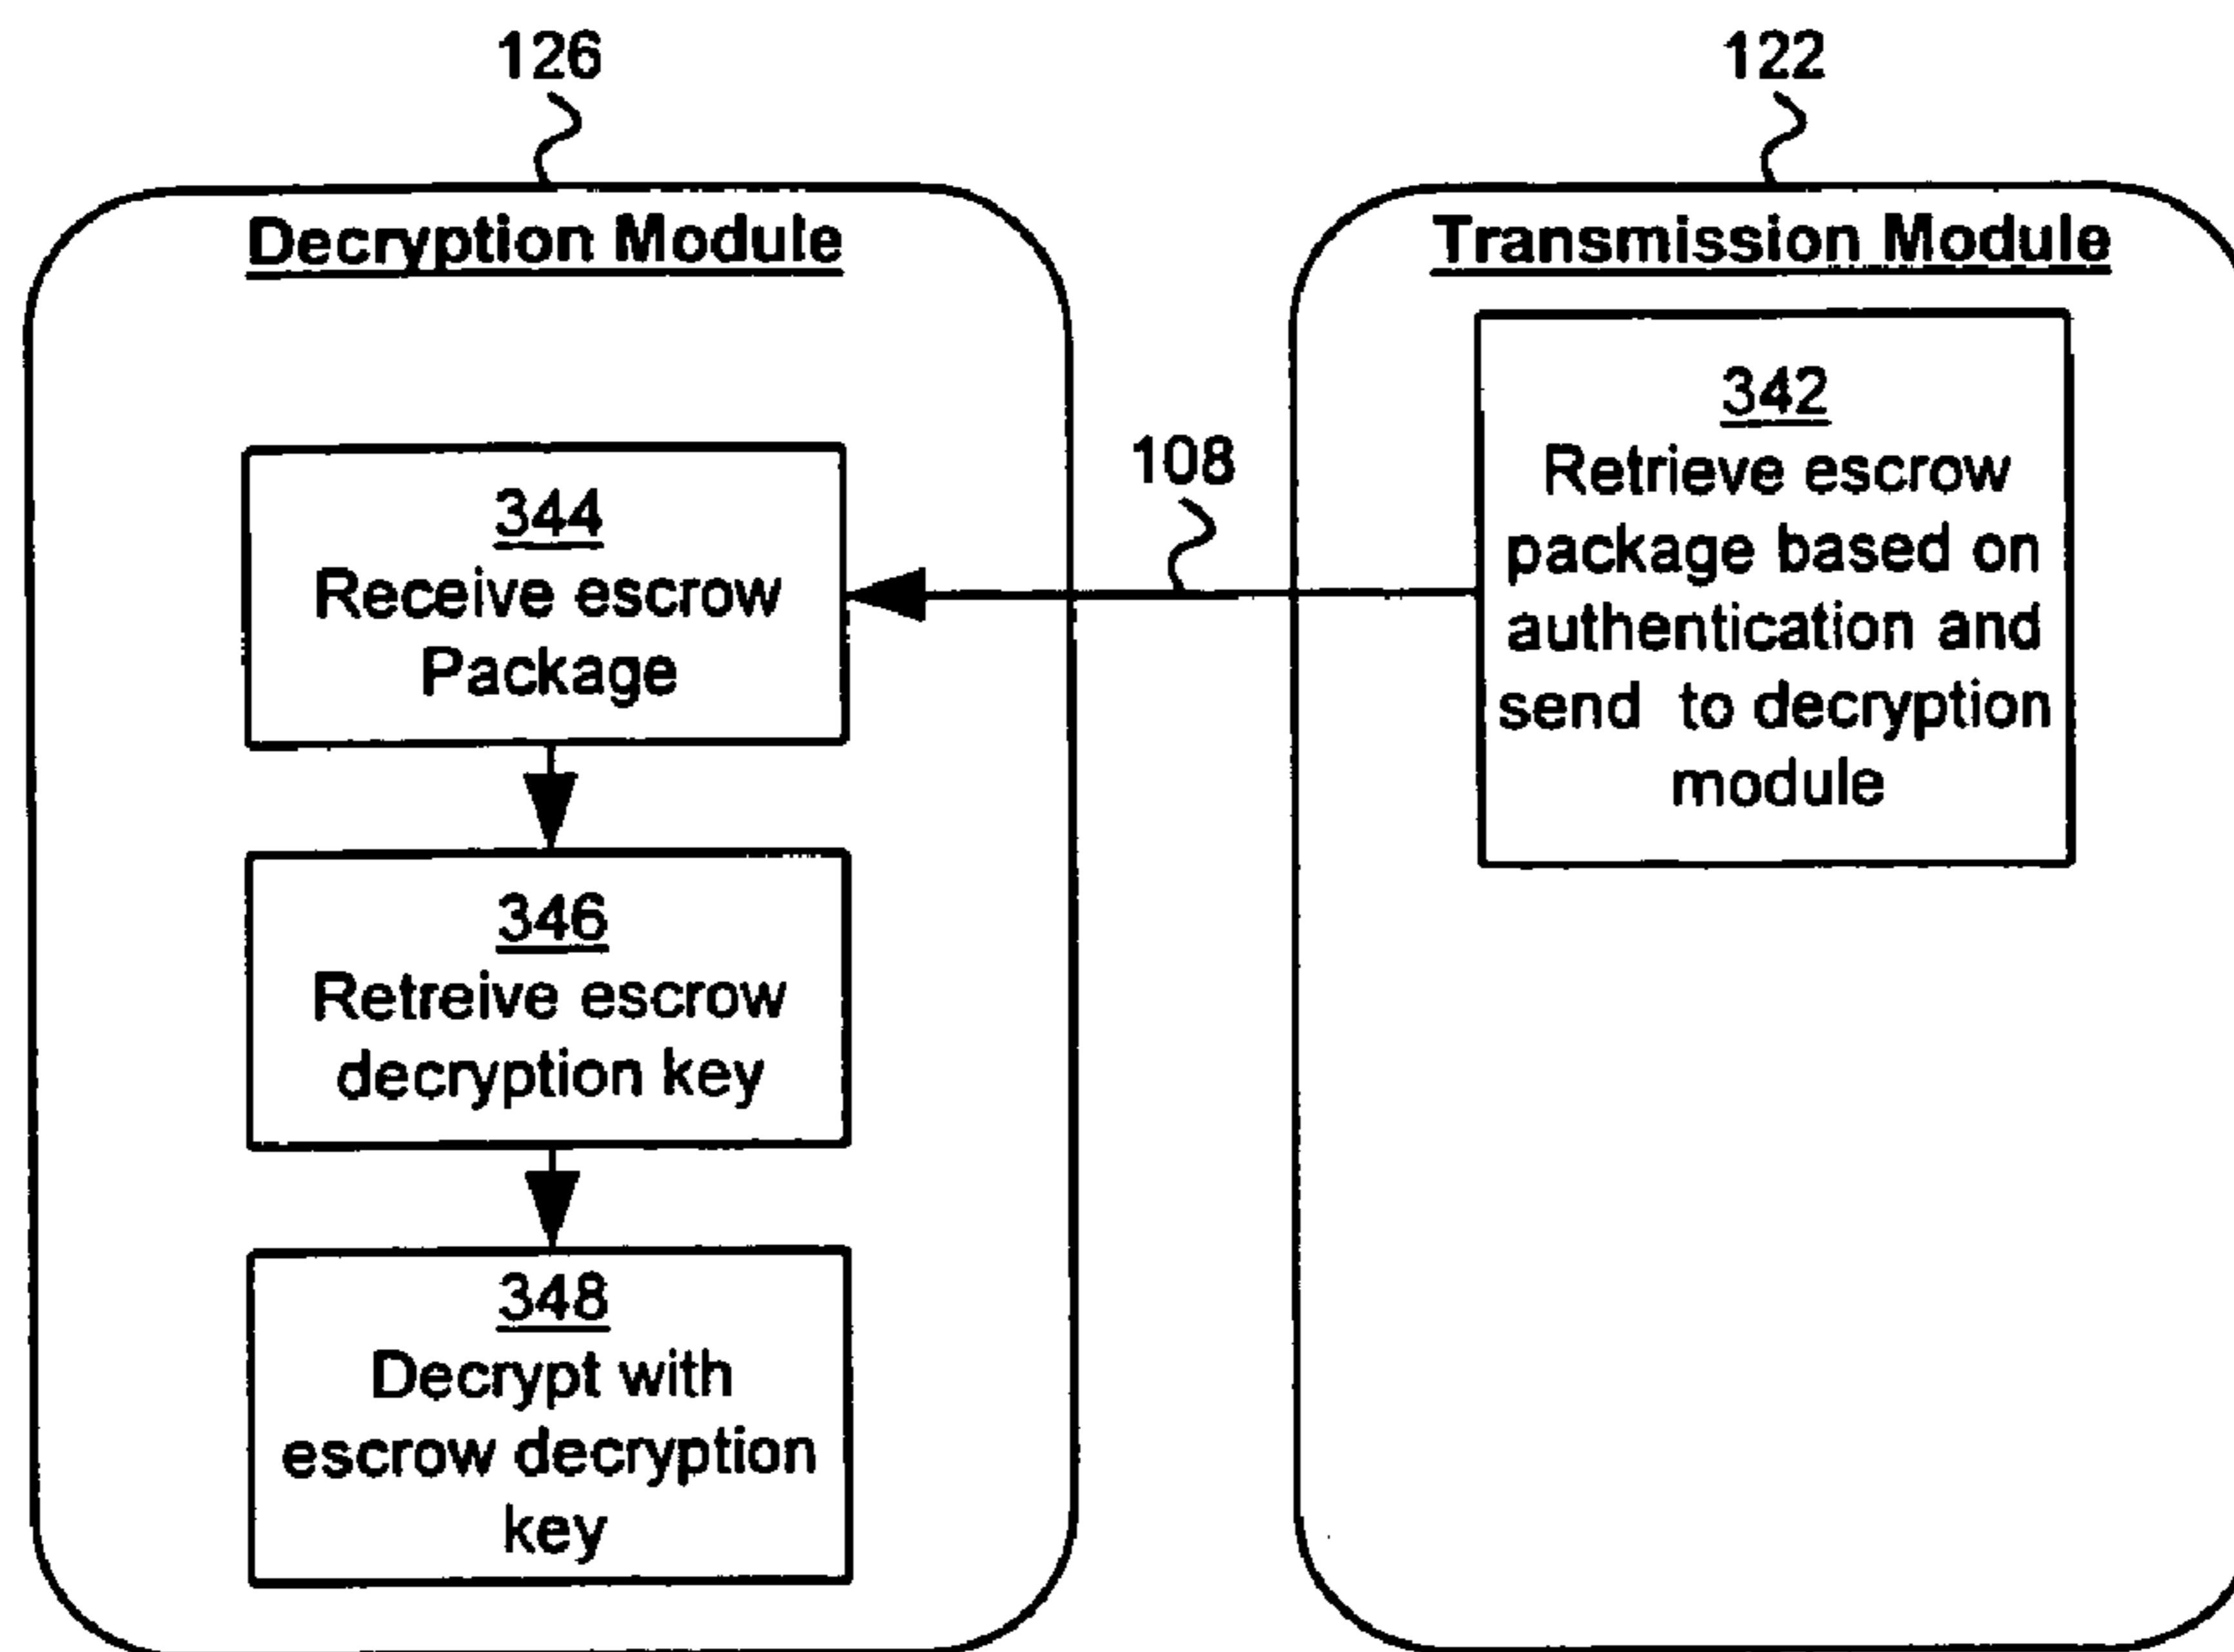 126
Decryption Module
344
Receive escrow
Package
346
Retreive escrow
decryption key
348
Decrypt with
escrow decryption
key
108
122
Transmission Module
342
Retrieve escrow
package based on
authentication and
send to decryption
module